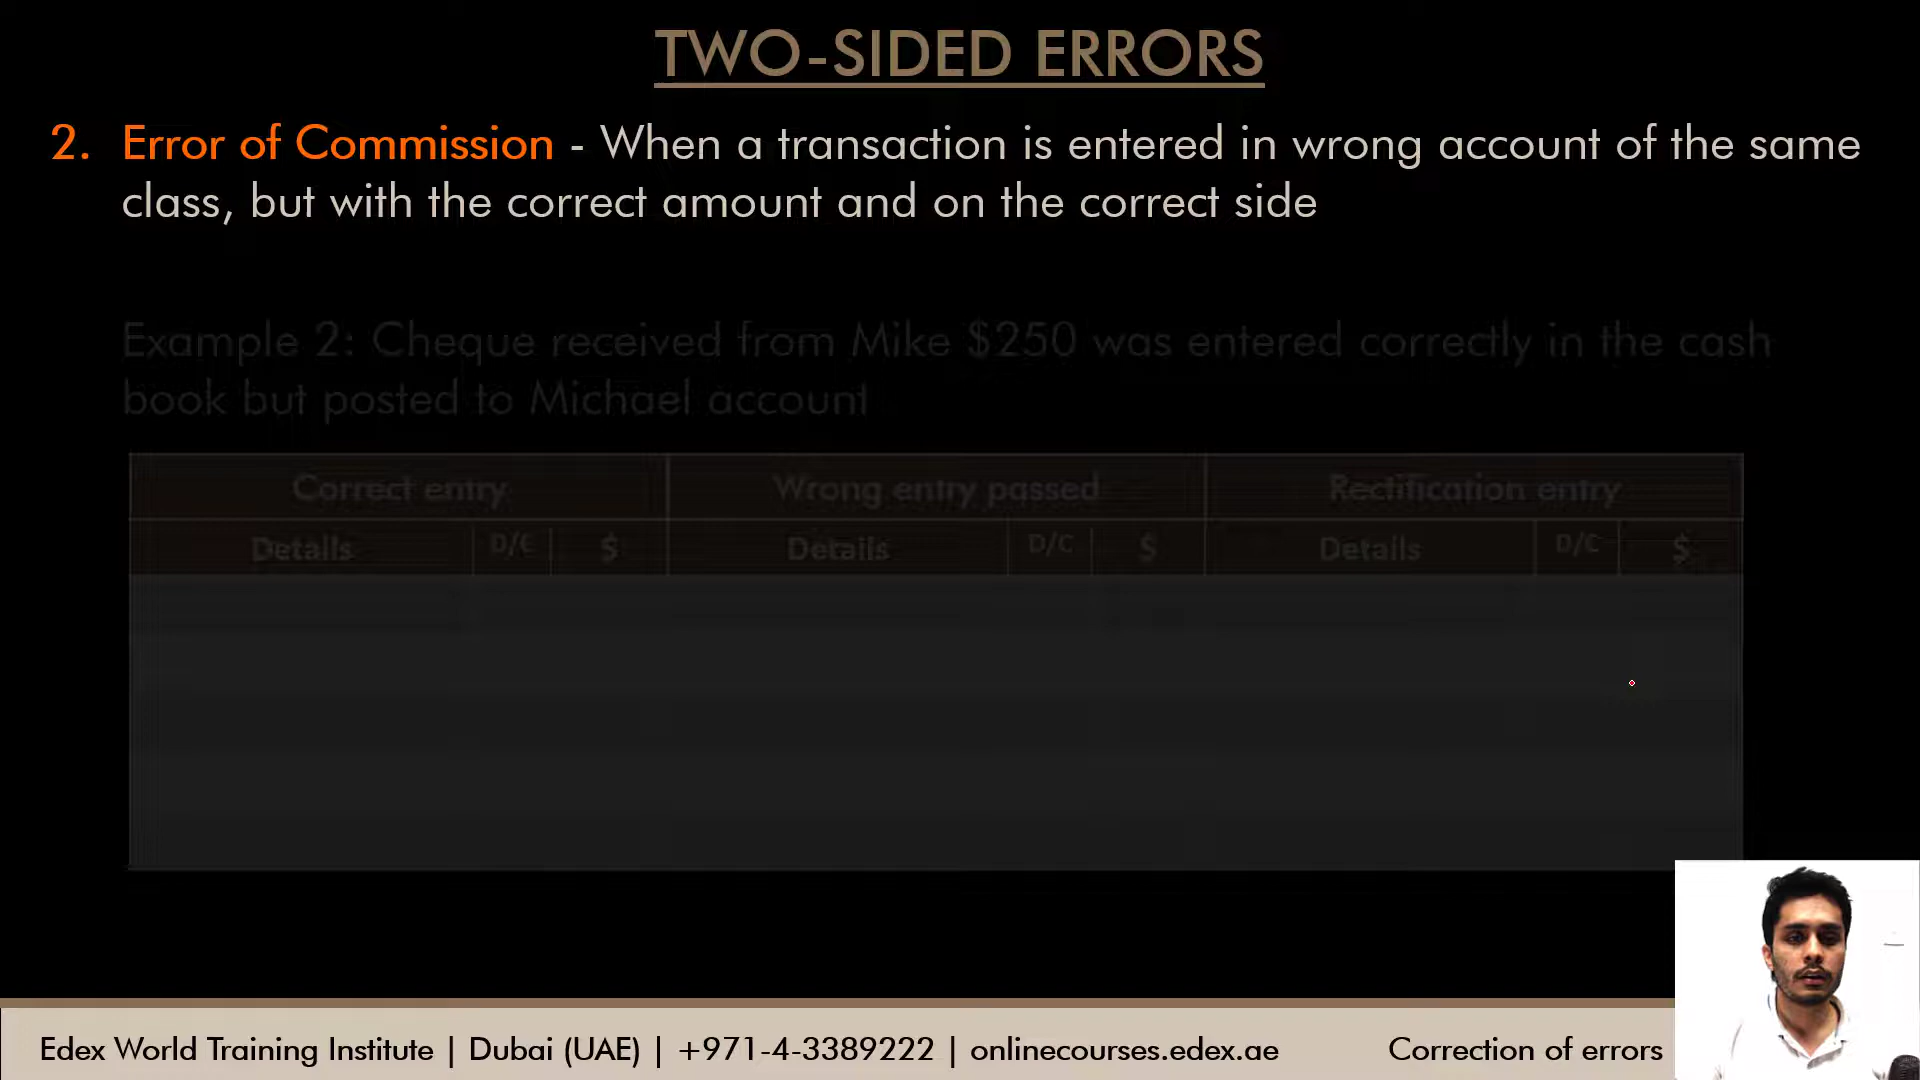 TWO-SIDED ERRORS
2. Error of Commission - When a transaction is entered in wrong account of the same
class, but with the correct amount and on the correct side
Example 2: Cheque received from Mike $250 was entered correctly in the cash
book but posted to Michael account
Correct entry Wrong entry passed Rectification entry
Details D/C $ Details D/C $ Details D/C $
Edex World Training Institute | Dubai (UAE) | +971-4-3389222 | onlinecourses.edex.ae Correction of errors